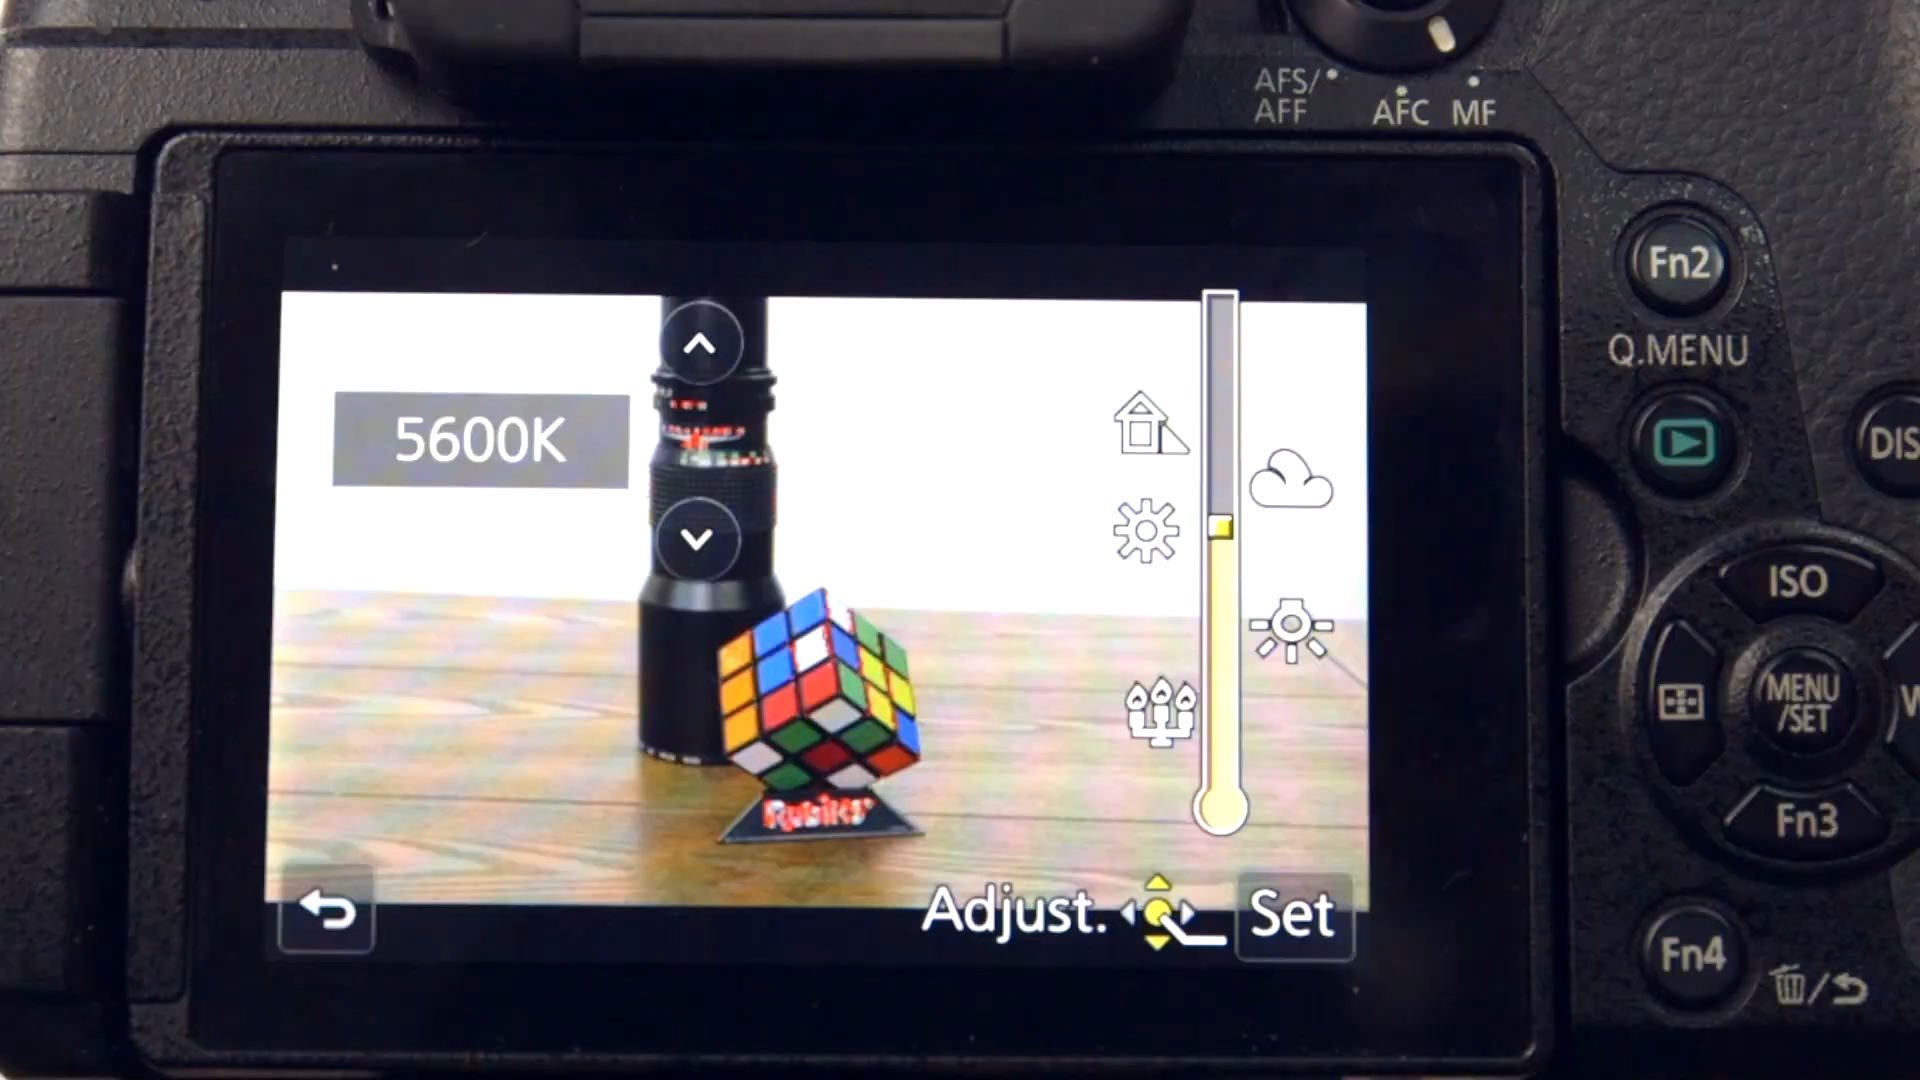 AFS/
AFF
AFC
MF
Fn2
Q.MENU
DIS
5600K
ISO
MENU
/SET
Rubik's
Fn3
Adjust.
Set
Fn4